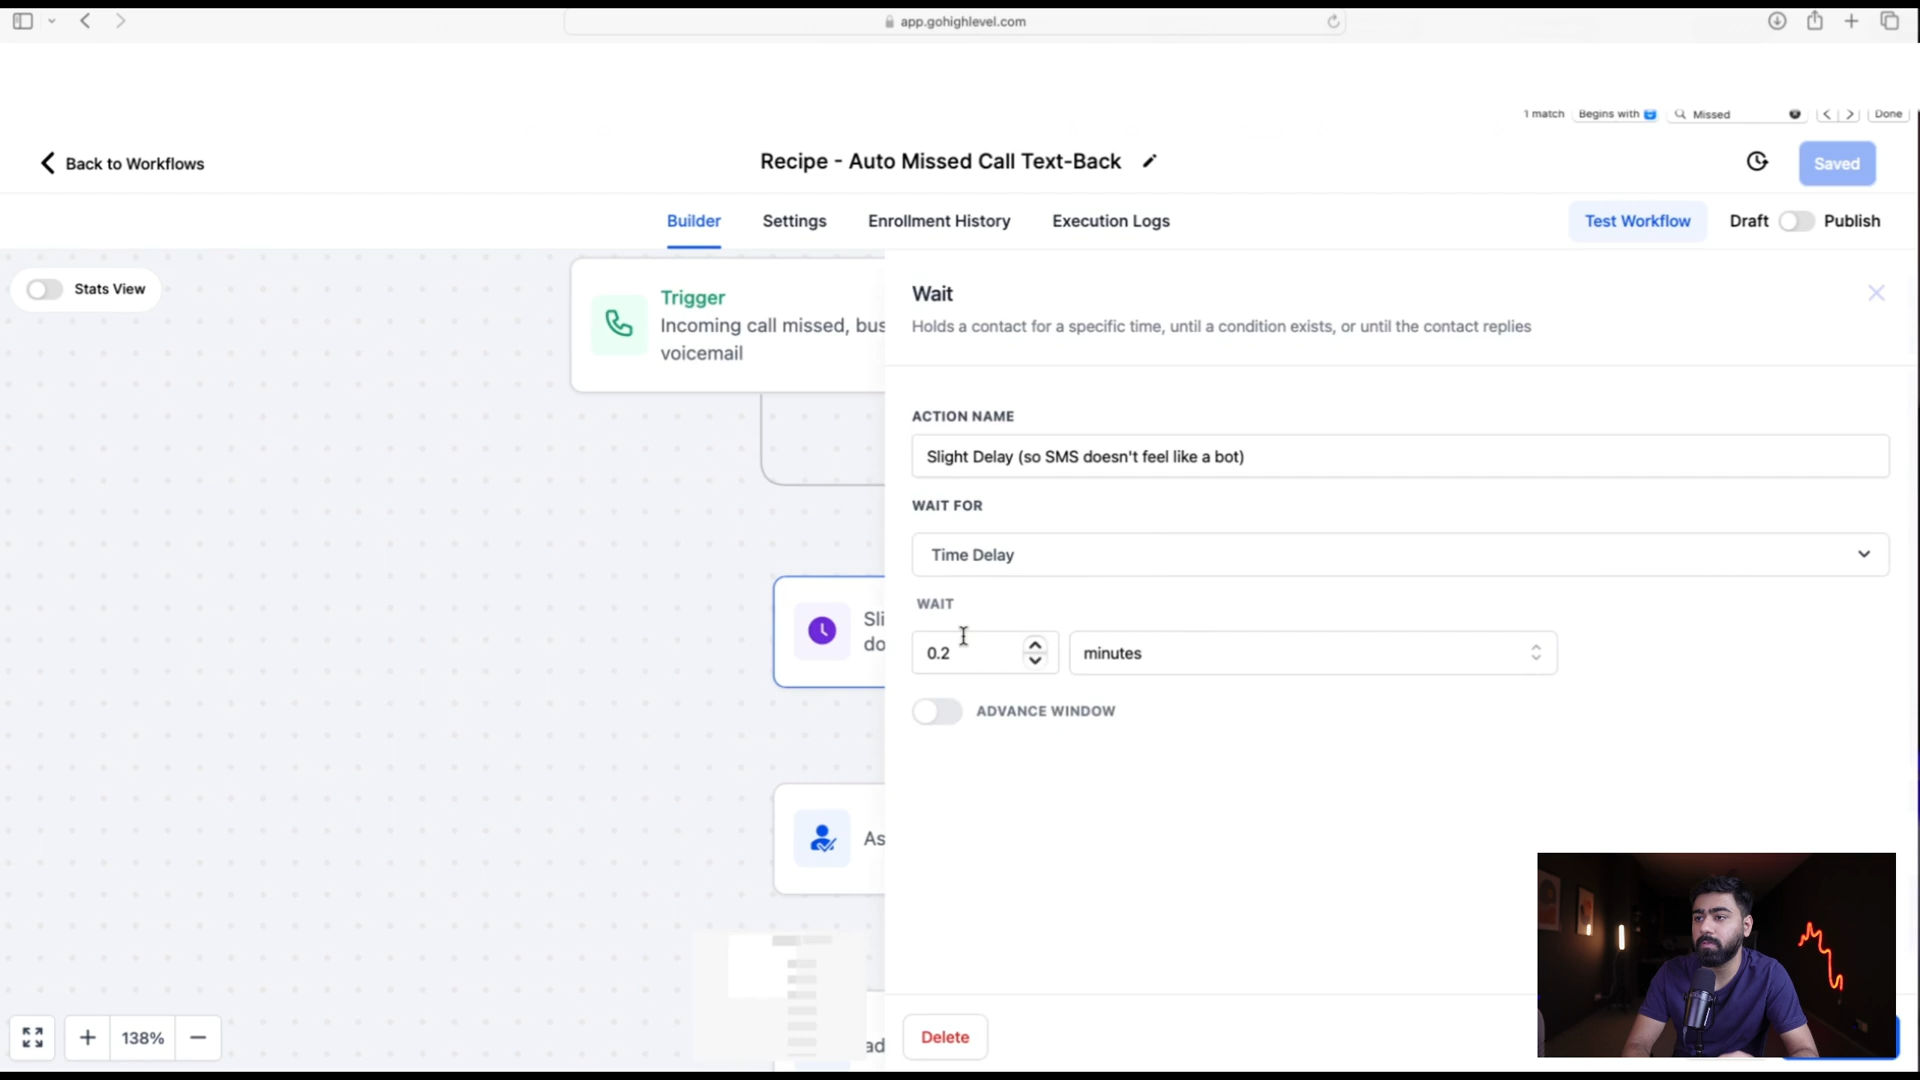 app.gohighlevel.com
1 match Begins with Missed Done
Back to Workflows
Recipe - Auto Missed Call Text-Back
Saved
Builder Settings Enrollment History Execution Logs
Test Workflow Draft Publish
Stats View
Trigger
Incoming call missed, bus
voicemail
Sli
do
As
ad
138%
Wait
Holds a contact for a specific time, until a condition exists, or until the contact replies
ACTION NAME
Slight Delay (so SMS doesn't feel like a bot)
WAIT FOR
Time Delay
WAIT
0.2 minutes
ADVANCE WINDOW
Delete